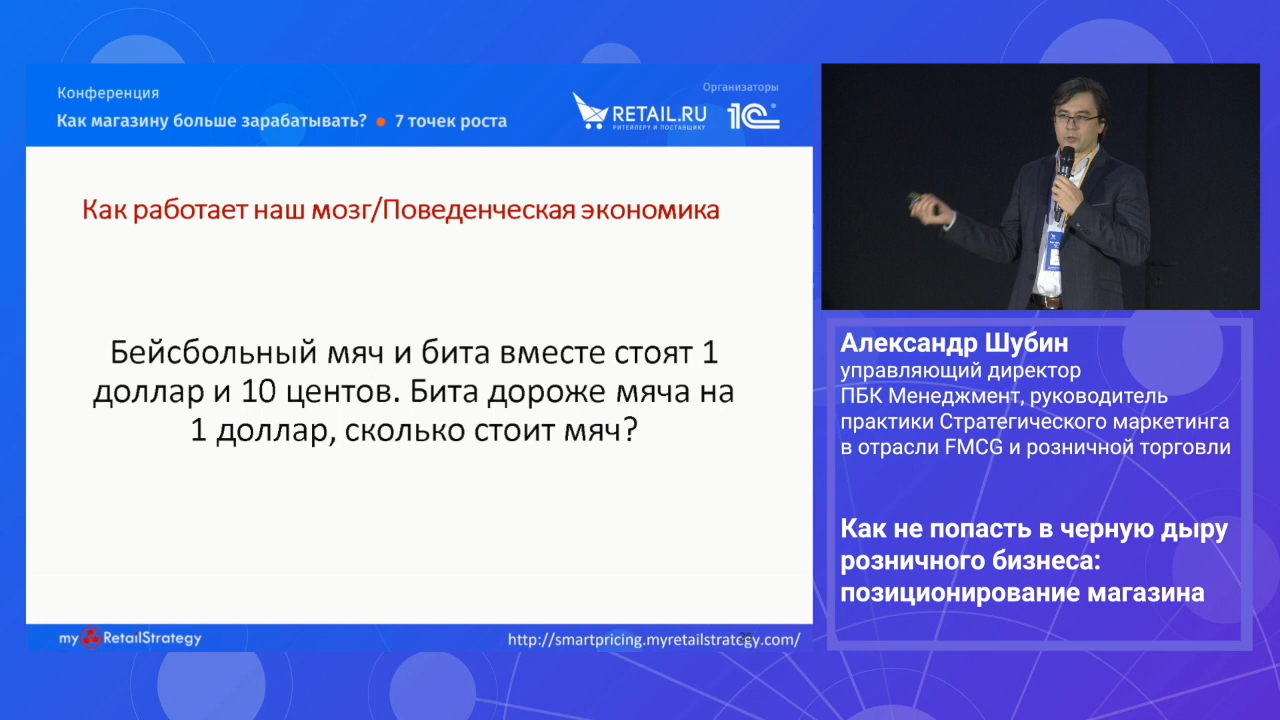 Конференция
Как магазину больше зарабатывать? • 7 точек роста
Организаторы
RETAIL.RU
РИТЕЙЛЕРУ И ПОСТАВЩИКУ
1С
Как работает наш мозг/Поведенческая экономика
Бейсбольный мяч и бита вместе стоят 1
доллар и 10 центов. Бита дороже мяча на
1 доллар, сколько стоит мяч?
my RetailStrategy
http://smartpricing.myretailstrategy.com/
Александр Шубин
управляющий директор
ПБК Менеджмент, руководитель
практики Стратегического маркетинга
в отрасли FMCG и розничной торговли
Как не попасть в черную дыру
розничного бизнеса:
позиционирование магазина